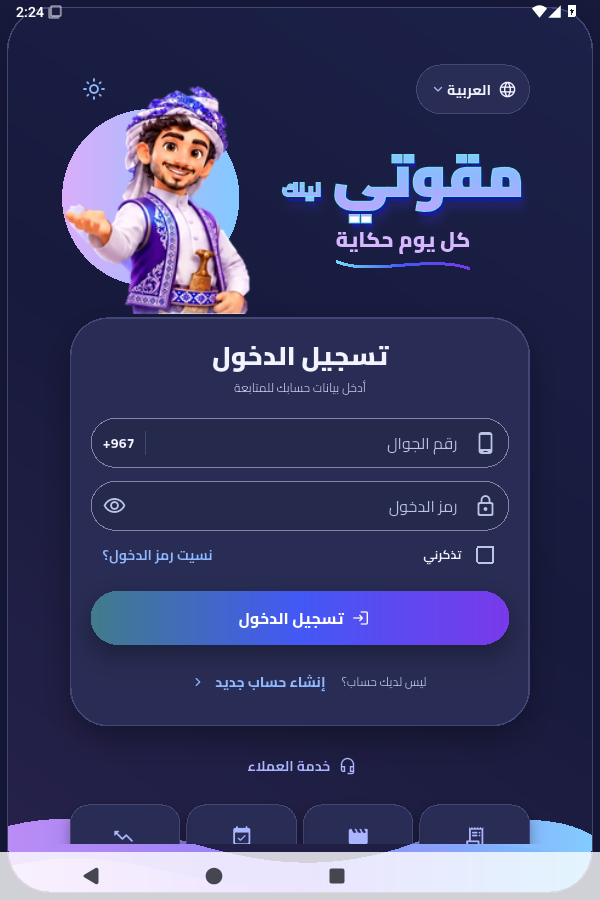 2:24
العربية
مقوتي ليك
كل يوم حكاية
تسجيل الدخول
أدخل بيانات حسابك للمتابعة
رقم الجوال
+967
رمز الدخول
تذكرني
نسيت رمز الدخول؟
تسجيل الدخول
ليس لديك حساب؟ إنشاء حساب جديد
خدمة العملاء